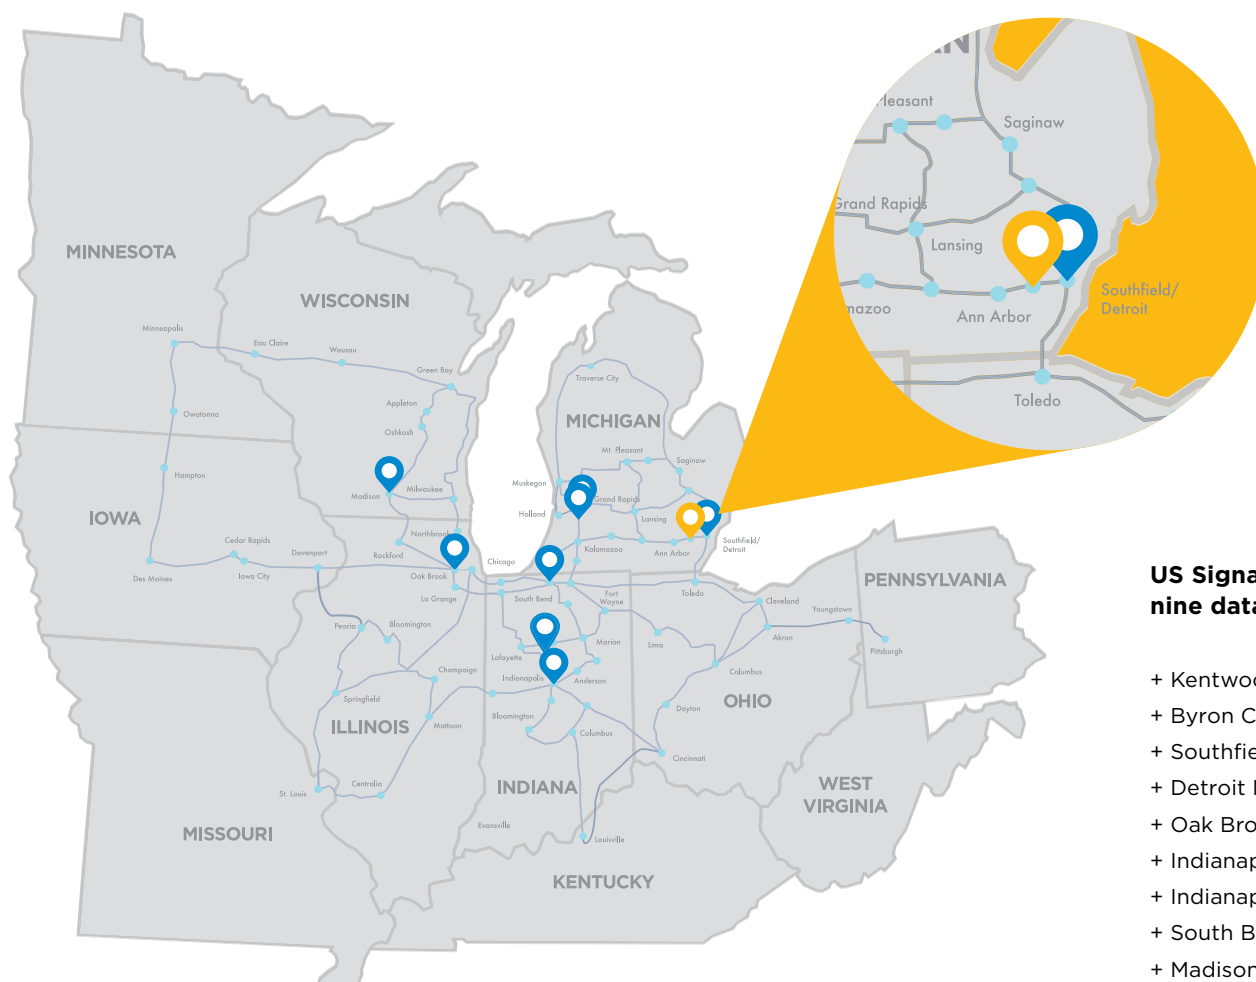 AN
Pleasant
Saginaw
Grand Rapids
Lansing
mazoo
Ann Arbor
Southfield/
Detroit
Toledo
MINNESOTA
WISCONSIN
Minneapolis
Eau Claire
Wausau
Green Bay
Traverse City
Appleton
Owatonna
Oshkosh
MICHIGAN
Mt. Pleasant
Saginaw
Hampton
Muskegon
Madison
Milwaukee
Grand Rapids
Holland
Lansing
IOWA
Northbrook
Cedar Rapids
Davenport
Rockford
Kalamazoo
Ann Arbor
Southfield/
Detroit
Chicago
Des Moines
Iowa City
Oak Brook
La Grange
South Bend
Fort
Wayne
Toledo
PENNSYLVANIA
Cleveland
Youngstown
Peoria
Bloomington
Marion
Lima
Akron
Pittsburgh
Lafayette
Champaign
Indianapolis
Anderson
Columbus
Springfield
OHIO
ILLINOIS
Mattoon
Bloomington
Columbus
Dayton
Cincinnati
Centralia
St. Louis
INDIANA
WEST
VIRGINIA
MISSOURI
Evansville
Louisville
KENTUCKY
US Signa
nine data
+ Kentwoo
+ Byron C
+ Southfie
+ Detroit
+ Oak Bro
+ Indianap
+ Indianap
+ South B
+ Madison